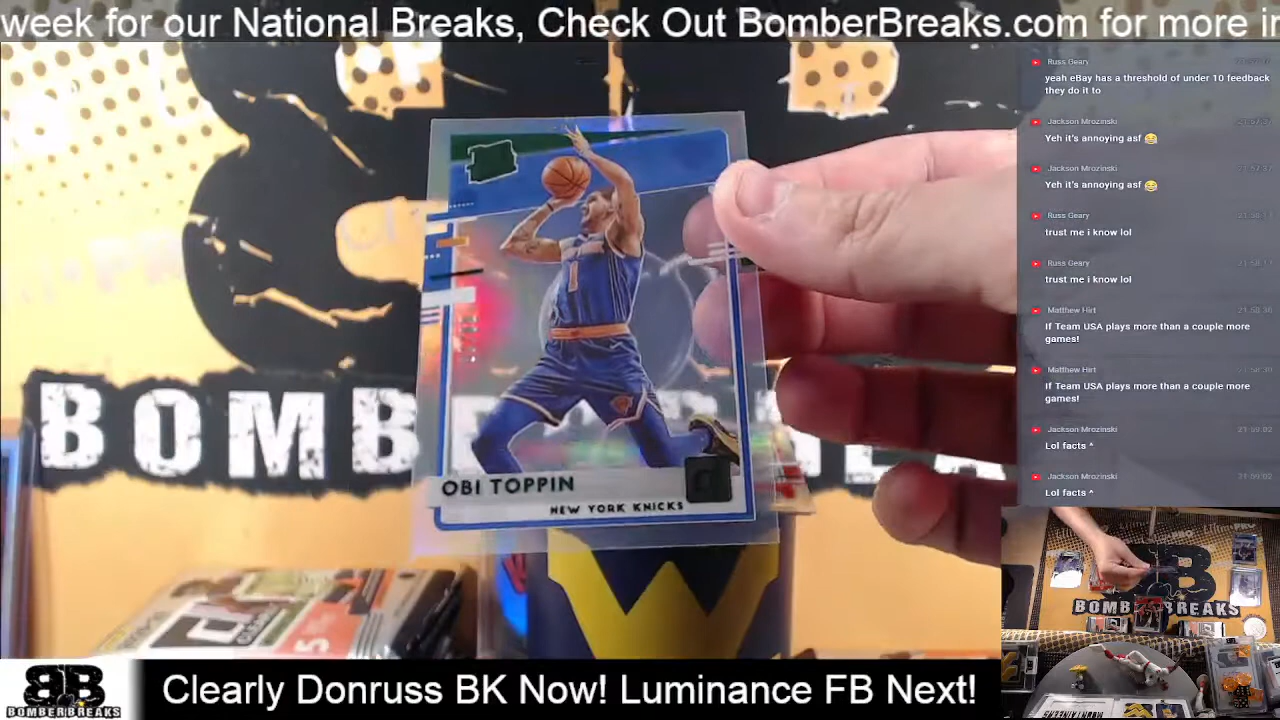 week for our National Breaks, Check Out BomberBreaks.com for more in
Russ Geary
yeah eBay has a threshold of under 10 feedback
they do it to
Jackson Mrozinski
Yeh it's annoying asf 😂
Jackson Mrozinski
Yeh it's annoying asf 😂
Russ Geary
trust me i know lol
Russ Geary
trust me i know lol
Matthew Hirt
If Team USA plays more than a couple more
games!
Matthew Hirt
If Team USA plays more than a couple more
games!
Jackson Mrozinski
Lol facts ^
Jackson Mrozinski
Lol facts ^
1
OBI TOPPIN
NEW YORK KNICKS
BOMB
W
BB
BOMB BREAKS
BB
BOMBERBREAKS
Clearly Donruss BK Now! Luminance FB Next!